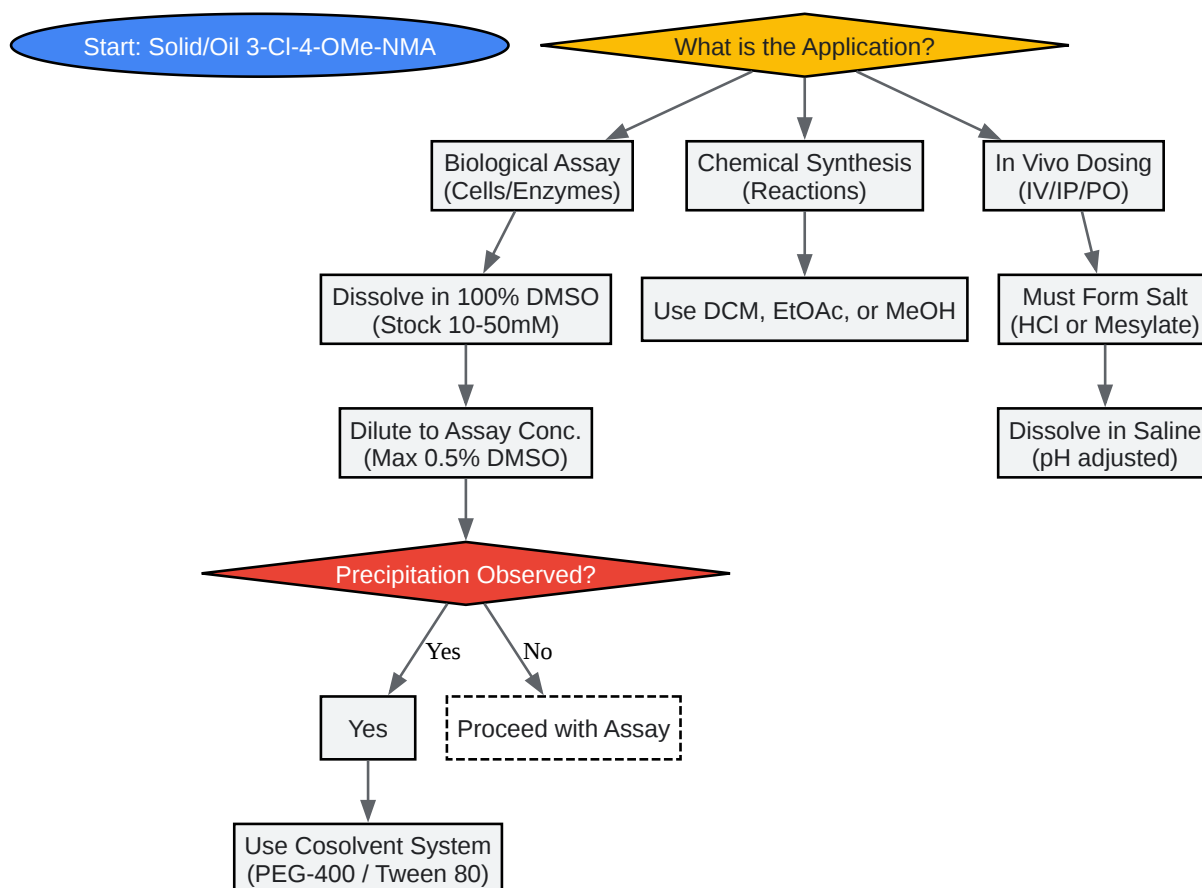 Start: Solid/Oil 3-Cl-4-OMe-NMA
What is the Application?
Biological Assay
(Cells/Enzymes)
Chemical Synthesis
(Reactions)
In Vivo Dosing
(IV/IP/PO)
Dissolve in 100% DMSO
(Stock 10-50mM)
Use DCM, EtOAc, or MeOH
Must Form Salt
(HCl or Mesylate)
Dilute to Assay Conc.
(Max 0.5% DMSO)
Dissolve in Saline
(pH adjusted)
Precipitation Observed?
Yes
No
Yes
Proceed with Assay
Use Cosolvent System
(PEG-400 / Tween 80)